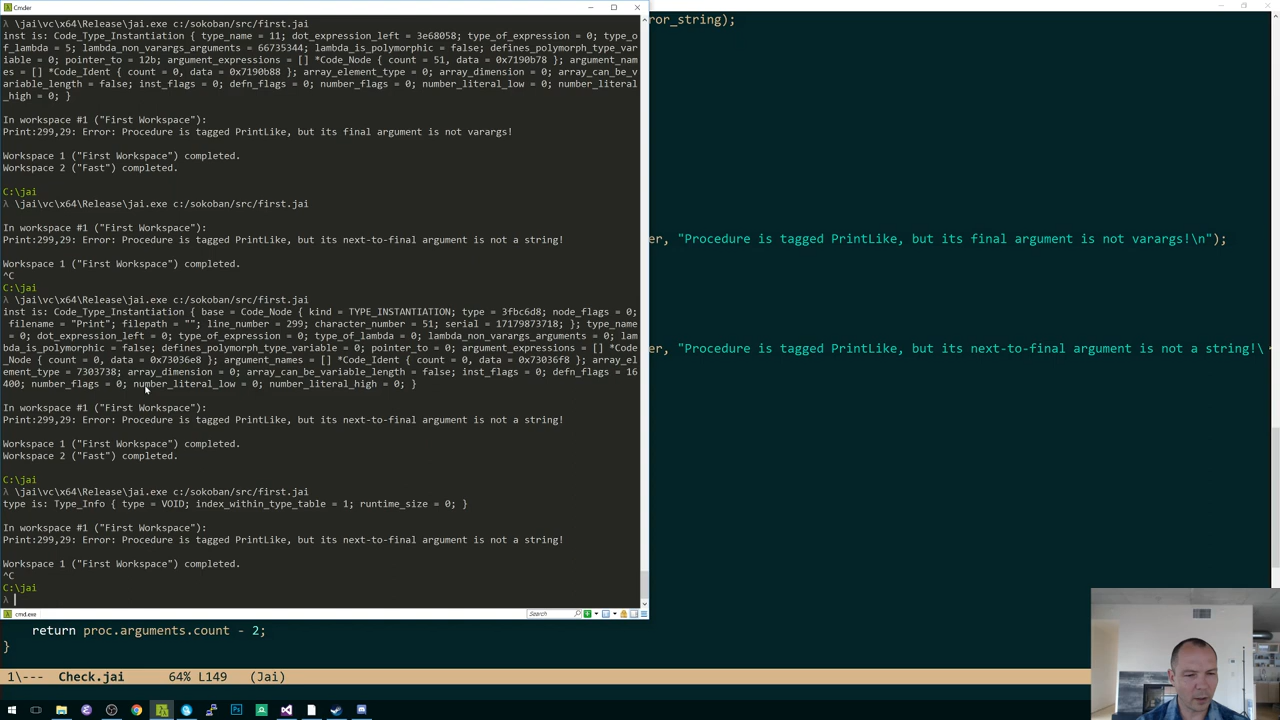 Cmder
ror_string);
λ \jai\vc\x64\Release\jai.exe c:/sokoban/src/first.jai
inst is: Code_Type_Instantiation { type_name = 11; dot_expression_left = 3e68058; type_of_expression = 0; type_o
f_lambda = 5; lambda_non_varargs_arguments = 66735344; lambda_is_polymorphic = false; defines_polymorph_type_var
iable = 0; pointer_to = 12b; argument_expressions = [] *Code_Node { count = 51, data = 0x7190b78 }; argument_nam
es = [] *Code_Ident { count = 0, data = 0x7190b88 }; array_element_type = 0; array_dimension = 0; array_can_be_v
ariable_length = false; inst_flags = 0; defn_flags = 0; number_flags = 0; number_literal_low = 0; number_literal
_high = 0; }
In workspace #1 ("First Workspace"):
Print:299,29: Error: Procedure is tagged PrintLike, but its final argument is not varargs!
Workspace 1 ("First Workspace") completed.
Workspace 2 ("Fast") completed.
C:\jai
λ \jai\vc\x64\Release\jai.exe c:/sokoban/src/first.jai
In workspace #1 ("First Workspace"):
Print:299,29: Error: Procedure is tagged PrintLike, but its next-to-final argument is not a string!
er, "Procedure is tagged PrintLike, but its final argument is not varargs!\n");
Workspace 1 ("First Workspace") completed.
^C
C:\jai
λ \jai\vc\x64\Release\jai.exe c:/sokoban/src/first.jai
inst is: Code_Type_Instantiation { base = Code_Node { kind = TYPE_INSTANTIATION; type = 3fbc6d8; node_flags = 0;
 filename = "Print"; filepath = ""; line_number = 299; character_number = 51; serial = 17179873718; }; type_name
= 0; dot_expression_left = 0; type_of_expression = 0; type_of_lambda = 0; lambda_non_varargs_arguments = 0; lam
bda_is_polymorphic = false; defines_polymorph_type_variable = 0; pointer_to = 0; argument_expressions = [] *Code
_Node { count = 0, data = 0x73036e8 }; argument_names = [] *Code_Ident { count = 0, data = 0x73036f8 }; array_el
er, "Procedure is tagged PrintLike, but its next-to-final argument is not a string!\
ement_type = 7303738; array_dimension = 0; array_can_be_variable_length = false; inst_flags = 0; defn_flags = 16
400; number_flags = 0; number_literal_low = 0; number_literal_high = 0; }
In workspace #1 ("First Workspace"):
Print:299,29: Error: Procedure is tagged PrintLike, but its next-to-final argument is not a string!
Workspace 1 ("First Workspace") completed.
Workspace 2 ("Fast") completed.
C:\jai
λ \jai\vc\x64\Release\jai.exe c:/sokoban/src/first.jai
type is: Type_Info { type = VOID; index_within_type_table = 1; runtime_size = 0; }
In workspace #1 ("First Workspace"):
Print:299,29: Error: Procedure is tagged PrintLike, but its next-to-final argument is not a string!
Workspace 1 ("First Workspace") completed.
^C
C:\jai
λ
cmd.exe
Search
return proc.arguments.count - 2;
}
1\--- Check.jai 64% L149 (Jai)